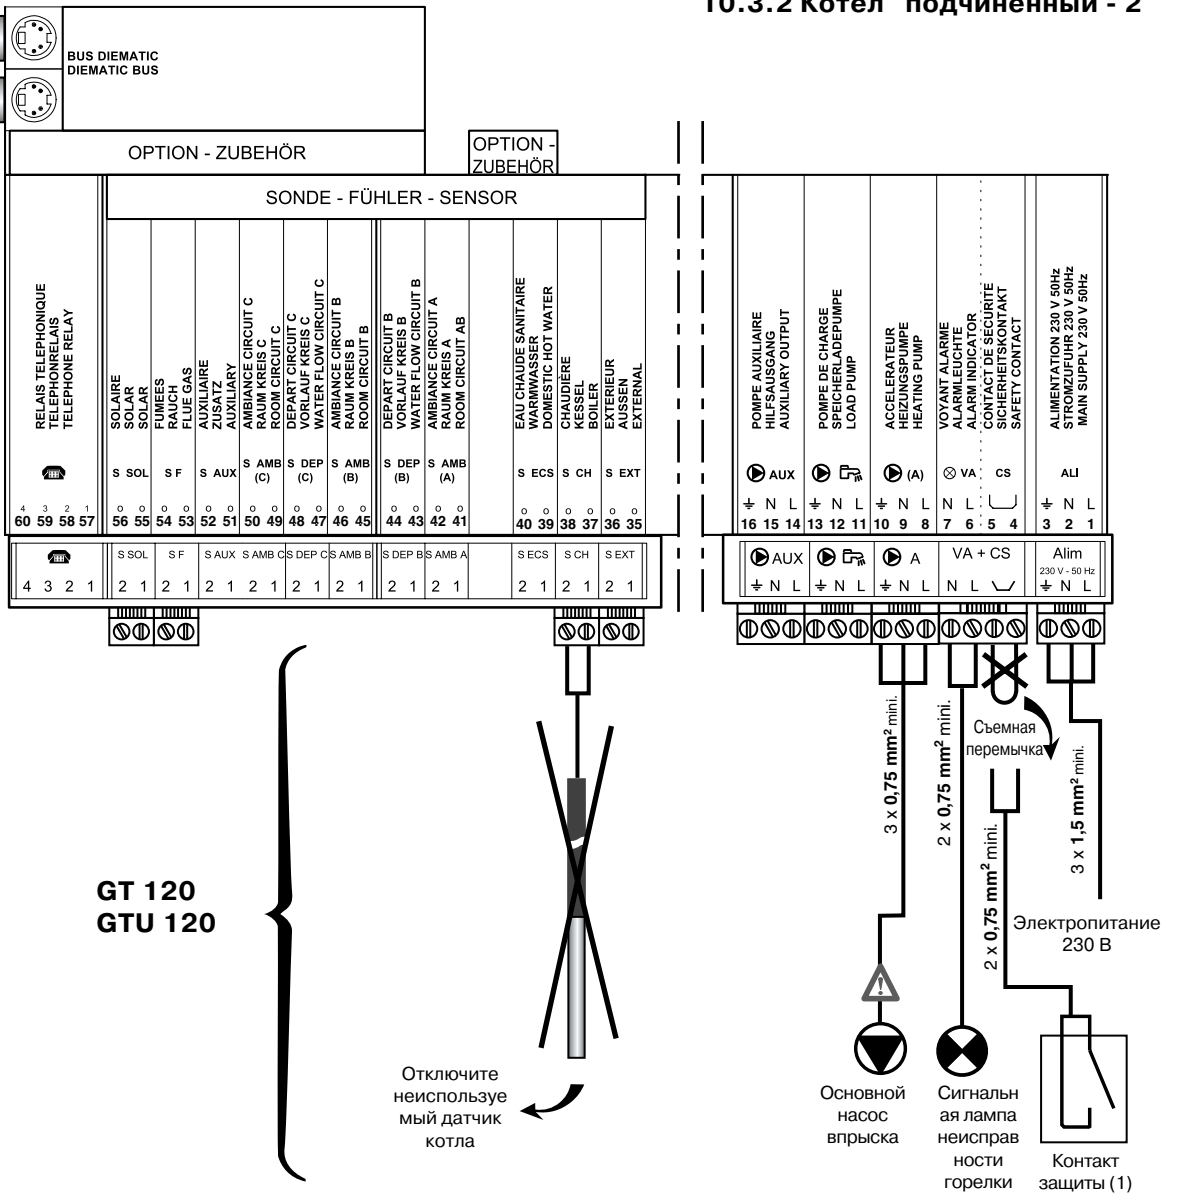 10.3.2 Котел "подчиненный - 2
BUS DIEMATIC
DIEMATIC BUS
OPTION - ZUBEHÖR
OPTION -
ZUBEHÖR
SONDE - FÜHLER - SENSOR
RELAIS TELEPHONIQUE
TELEPHONRELAIS
TELEPHONE RELAY
SOLAIRE
SOLAR
SOLAR
FUMEES
RAUCH
FLUE GAS
AUXILIAIRE
ZUSATZ
AUXILIARY
AMBIANCE CIRCUIT C
RAUM KREIS C
ROOM CIRCUIT C
DEPART CIRCUIT C
VORLAUF KREIS C
WATER FLOW CIRCUIT C
AMBIANCE CIRCUIT B
RAUM KREIS B
ROOM CIRCUIT B
DEPART CIRCUIT B
VORLAUF KREIS B
WATER FLOW CIRCUIT B
AMBIANCE CIRCUIT A
RAUM KREIS A
ROOM CIRCUIT AB
EAU CHAUDE SANITAIRE
WARMWASSER
DOMESTIC HOT WATER
CHAUDIÈRE
KESSEL
BOILER
EXTERIEUR
AUSSEN
EXTERNAL
POMPE AUXILIAIRE
HILFSAUSGANG
AUXILIARY OUTPUT
POMPE DE CHARGE
SPEICHERLADEPUMPE
LOAD PUMP
ACCELERATEUR
HEIZUNGSPUMPE
HEATING PUMP
VOYANT ALARME
ALARMLEUCHTE
ALARM INDICATOR
CONTACT DE SÉCURITE
SICHERHEITSKONTAKT
SAFETY CONTACT
ALIMENTATION 230 V 50Hz
STROMZUFUHR 230 V 50Hz
MAIN SUPPLY 230 V 50Hz
S SOL S F S AUX S AMB (C) S DEP (C) S AMB (B) S DEP (B) S AMB (A) S ECS S CH S EXT
AUX (A) VA CS ALI
4 3 2 1
60 59 58 57 56 55 54 53 52 51 50 49 48 47 46 45 44 43 42 41 40 39 38 37 36 35
N L N L N L N L N L
16 15 14 13 12 11 10 9 8 7 6 5 4 3 2 1
S SOL S F S AUX S AMB C S DEP C S AMB B S DEP B S AMB A S ECS S CH S EXT
4 3 2 1 2 1 2 1 2 1 2 1 2 1 2 1 2 1 2 1 2 1 2 1 2 1
AUX A VA + CS Alim
230 V - 50 Hz
N L N L N L N L N L
3 x 0,75 mm² mini.
2 x 0,75 mm² mini.
2 x 0,75 mm² mini.
3 x 1,5 mm² mini.
Съемная
перемычка
GT 120
GTU 120
Электропитание
230 В
Отключите
неиспользуе
мый датчик
котла
Основной
насос
впрыска
Сигнальн
ая лампа
неисправ
ности
горелки
Контакт
защиты (1)